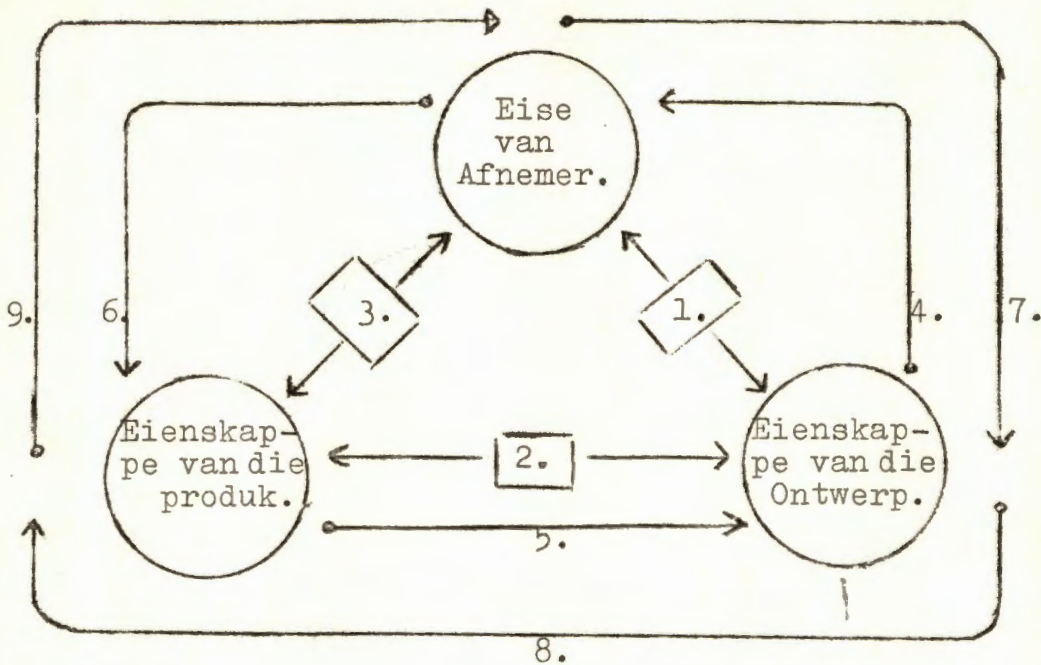 Eise
van
Afnemer.
9.
6.
3.
1.
4.
7.
Eienskap-
pe van die
produk.
2.
Eienskap-
pe van die
Ontwerp.
5.
8.